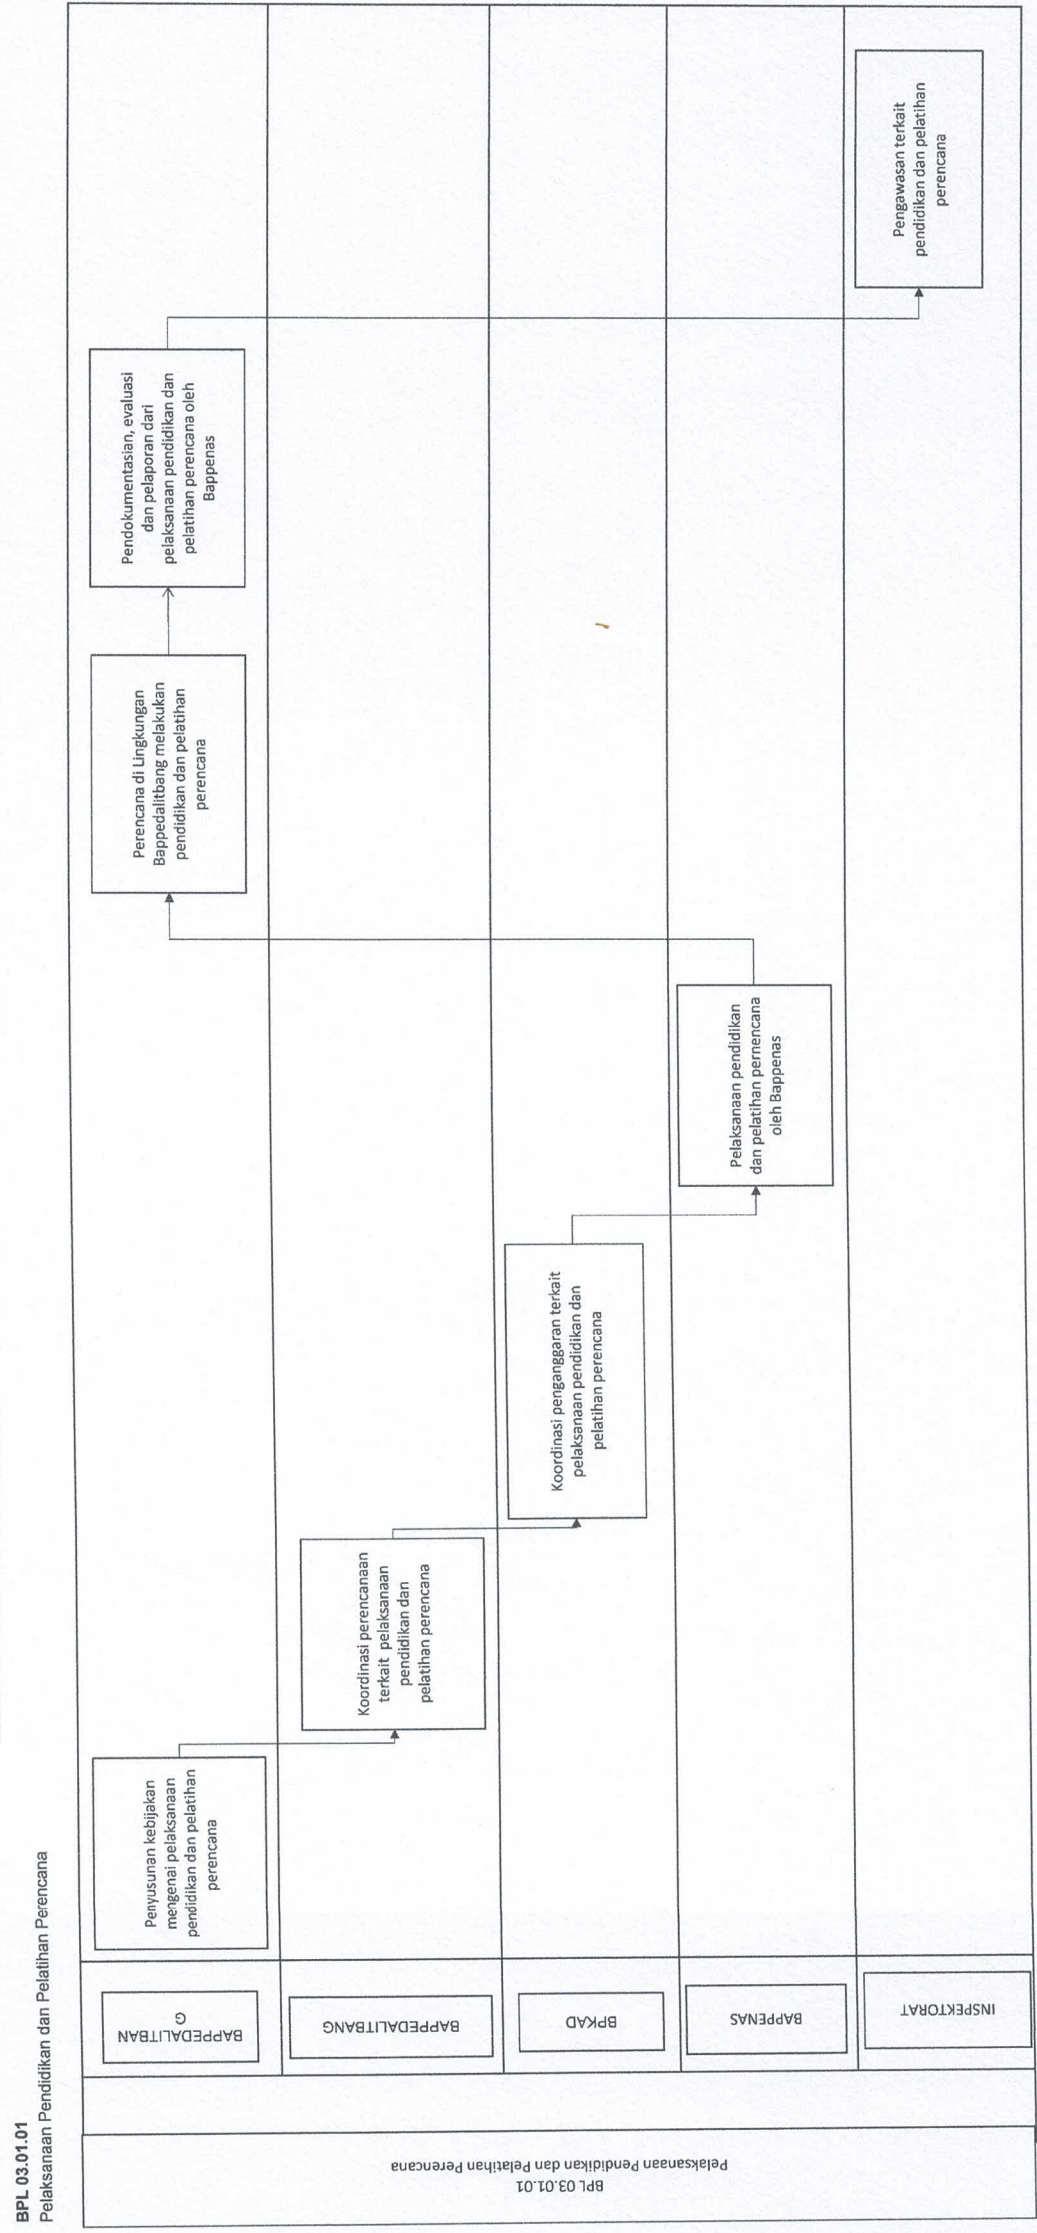 BPL 03.01.01
Pelaksanaan Pendidikan dan Pelatihan Perencana
BPL 03.01.01
Pelaksanaan Pendidikan dan Pelatihan Perencana
BAPPEDALITBAN
G
Penyusunan kebijakan
mengenai pelaksanaan
pendidikan dan pelatihan
perencana
Perencana di Lingkungan
Bappedalitbang melakukan
pendidikan dan pelatihan
perencana
Pendokumentasian, evaluasi
dan pelaporan dari
pelaksanaan pendidikan dan
pelatihan perencana oleh
Bappenas
BAPPEDALITBANG
Koordinasi perencanaan
terkait pelaksanaan
pendidikan dan
pelatihan perencana
BPKAD
Koordinasi penganggaran terkait
pelaksanaan pendidikan dan
pelatihan perencana
BAPPENAS
Pelaksanaan pendidikan
dan pelatihan pernencana
oleh Bappenas
INSPEKTORAT
Pengawasan terkait
pendidikan dan pelatihan
perencana